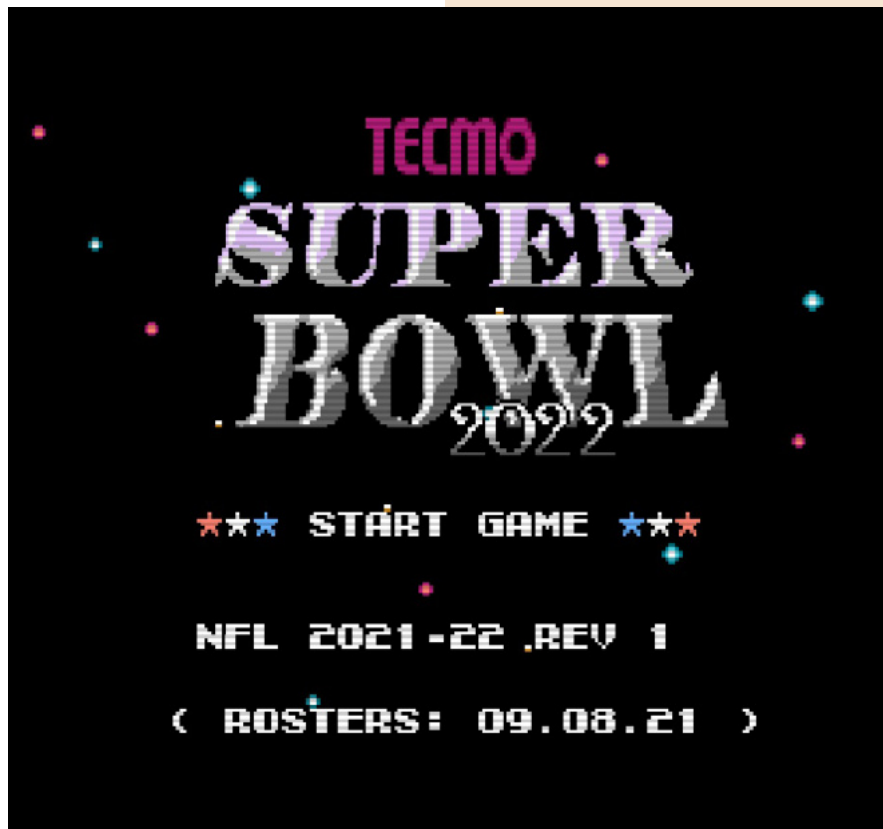 TECMO
SUPER
BOWL
2022
★★★ START GAME ★★★
NFL 2021-22 REV 1
( ROSTERS: 09.08.21 )